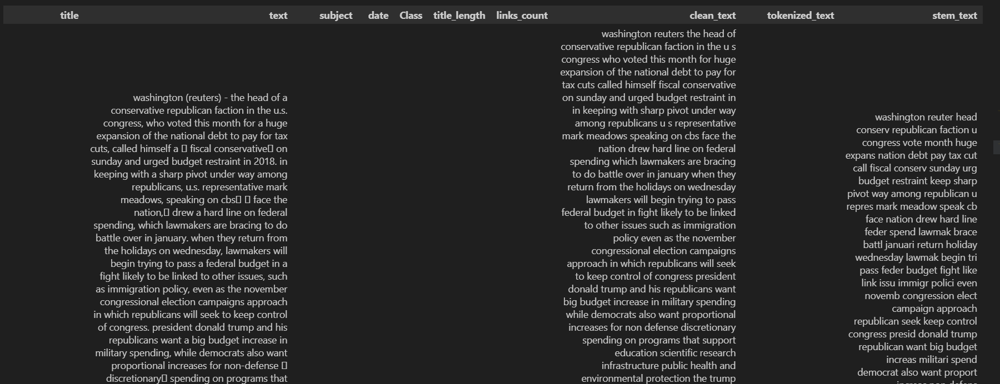 title text subject date Class title_length links_count clean_text tokenized_text stem_text
washington (reuters) - the head of a
conservative republican faction in the u.s.
congress, who voted this month for a huge
expansion of the national debt to pay for tax
cuts, called himself a  fiscal conservative on
sunday and urged budget restraint in 2018. in
keeping with a sharp pivot under way among
republicans, u.s. representative mark
meadows, speaking on cbs  face the
nation, drew a hard line on federal
spending, which lawmakers are bracing to do
battle over in january. when they return from
the holidays on wednesday, lawmakers will
begin trying to pass a federal budget in a
fight likely to be linked to other issues, such
as immigration policy, even as the november
congressional election campaigns approach
in which republicans will seek to keep control
of congress. president donald trump and his
republicans want a big budget increase in
military spending, while democrats also want
proportional increases for non-defense 
discretionary spending on programs that
washington reuters the head of
conservative republican faction in the u s
congress who voted this month for huge
expansion of the national debt to pay for
tax cuts called himself fiscal conservative
on sunday and urged budget restraint in
in keeping with sharp pivot under way
among republicans u s representative
mark meadows speaking on cbs face the
nation drew hard line on federal
spending which lawmakers are bracing
to do battle over in january when they
return from the holidays on wednesday
lawmakers will begin trying to pass
federal budget in fight likely to be linked
to other issues such as immigration
policy even as the november
congressional election campaigns
approach in which republicans will seek
to keep control of congress president
donald trump and his republicans want
big budget increase in military spending
while democrats also want proportional
increases for non defense discretionary
spending on programs that support
education scientific research
infrastructure public health and
environmental protection the trump
washington reuter head
conserv republican faction u
congress vote month huge
expans nation debt pay tax cut
call fiscal conserv sunday urg
budget restraint keep sharp
pivot way among republican u
repres mark meadow speak cb
face nation drew hard line
feder spend lawmak brace
battl januari return holiday
wednesday lawmak begin tri
pass feder budget fight like
link issu immigr polici even
novemb congression elect
campaign approach
republican seek keep control
congress presid donald trump
republican want big budget
increas militari spend
democrat also want proport